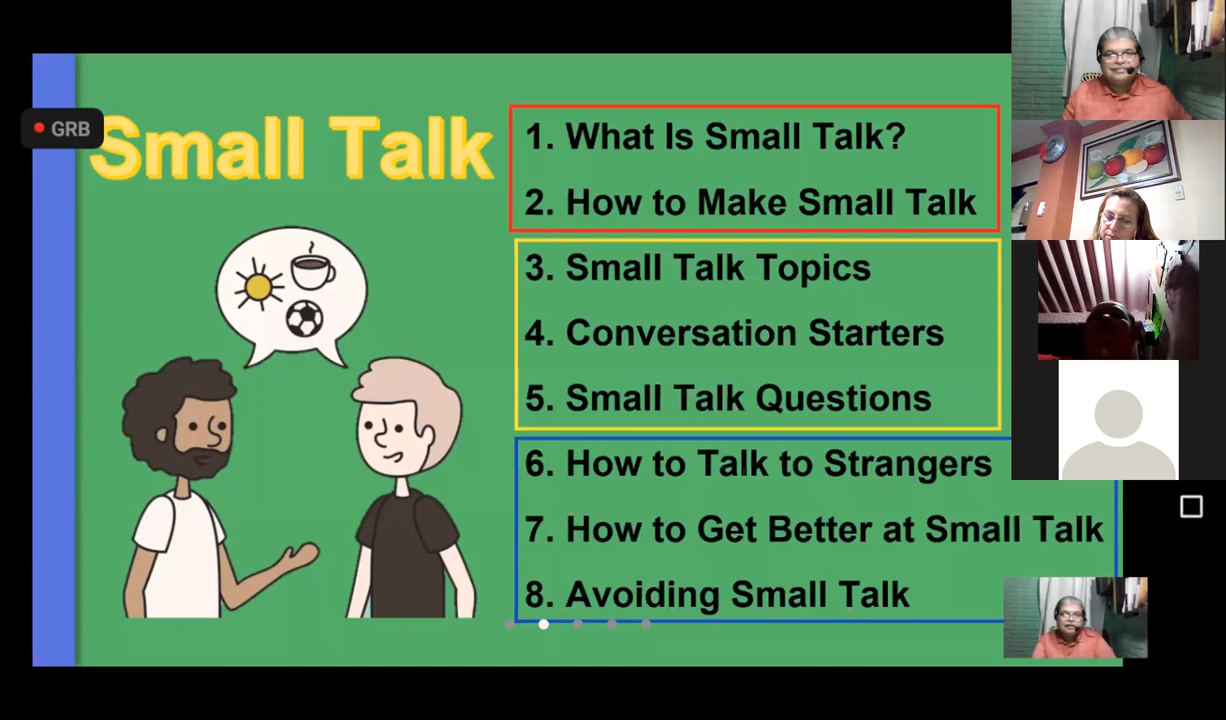 GRB
Small Talk
1. What Is Small Talk?
2. How to Make Small Talk
3. Small Talk Topics
4. Conversation Starters
5. Small Talk Questions
6. How to Talk to Strangers
7. How to Get Better at Small Talk
8. Avoiding Small Talk